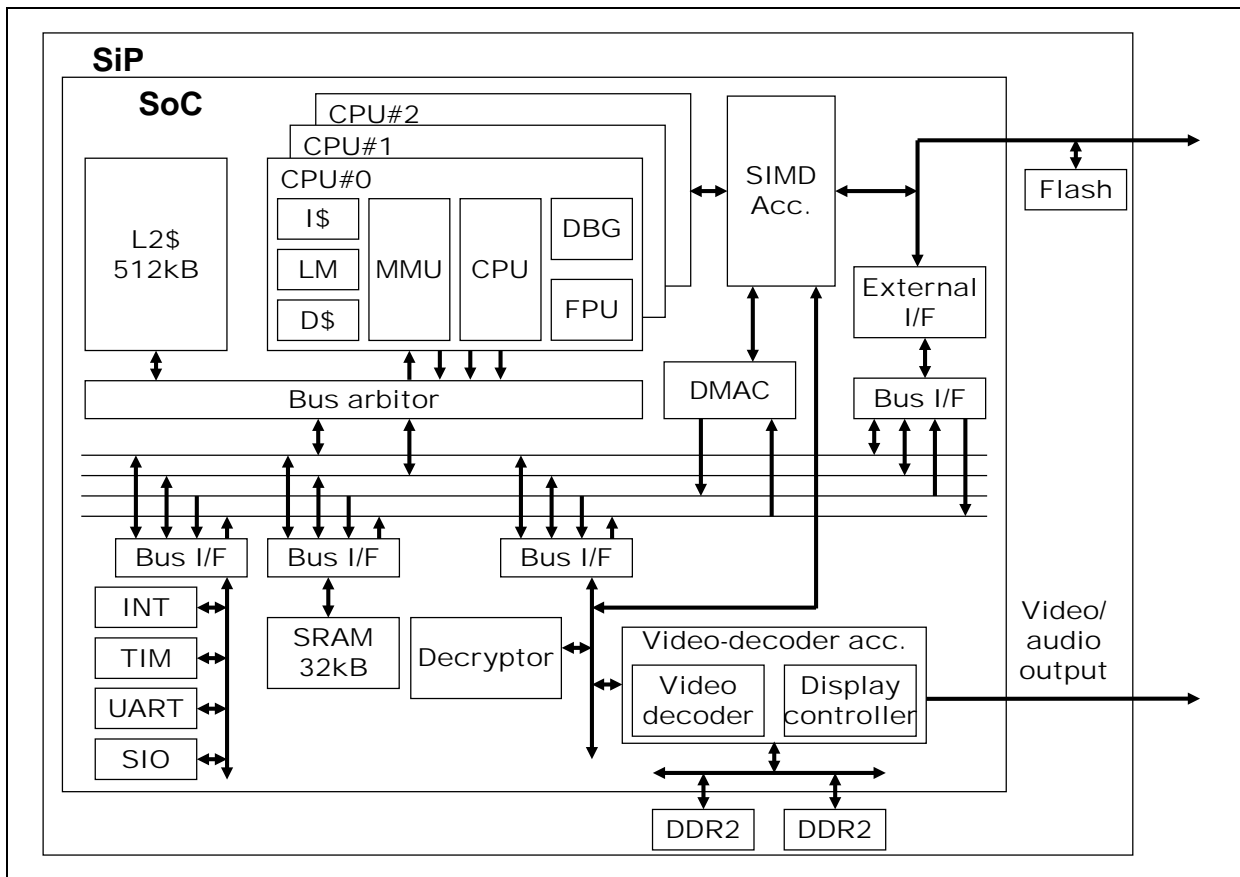 SiP
SoC
CPU#2
CPU#1
CPU#0
I$
LM
D$
MMU
CPU
DBG
FPU
L2$
512kB
SIMD
Acc.
Flash
External
I/F
Bus arbitor
DMAC
Bus I/F
Bus I/F
Bus I/F
Bus I/F
INT
TIM
UART
SIO
SRAM
32kB
Decryptor
Video-decoder acc.
Video
decoder
Display
controller
Video/
audio
output
DDR2
DDR2